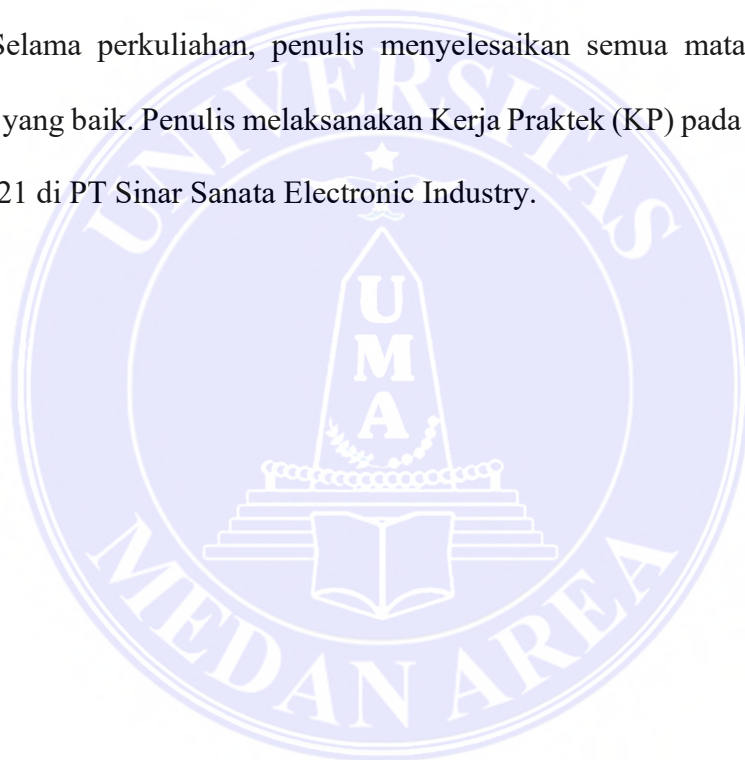 Selama perkuliahan, penulis menyelesaikan semua mata
yang baik. Penulis melaksanakan Kerja Praktek (KP) pada
21 di PT Sinar Sanata Electronic Industry.
UNIVERSITAS
U
M
A
MEDAN AREA